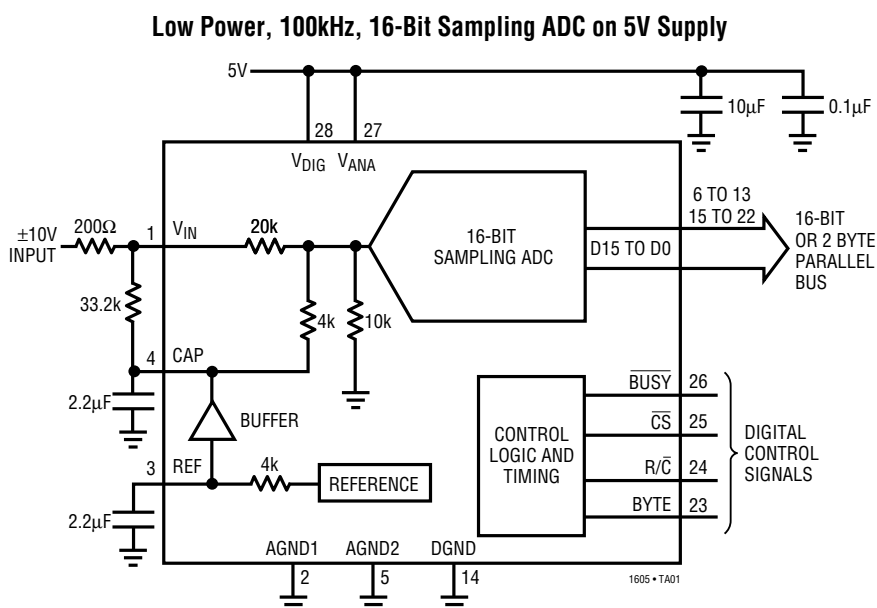 Low Power, 100kHz, 16-Bit Sampling ADC on 5V Supply
5V
10μF
0.1μF
28
27
VDIG
VANA
±10V
INPUT
200Ω
1
VIN
20k
33.2k
4k
10k
16-BIT
SAMPLING ADC
D15 TO D0
6 TO 13
15 TO 22
16-BIT
OR 2 BYTE
PARALLEL
BUS
4
CAP
2.2μF
BUFFER
3
REF
4k
REFERENCE
2.2μF
CONTROL
LOGIC AND
TIMING
B̅U̅S̅Y̅
26
C̅S̅
25
R/C̅
24
BYTE
23
DIGITAL
CONTROL
SIGNALS
AGND1
AGND2
DGND
2
5
14
1605 • TA01